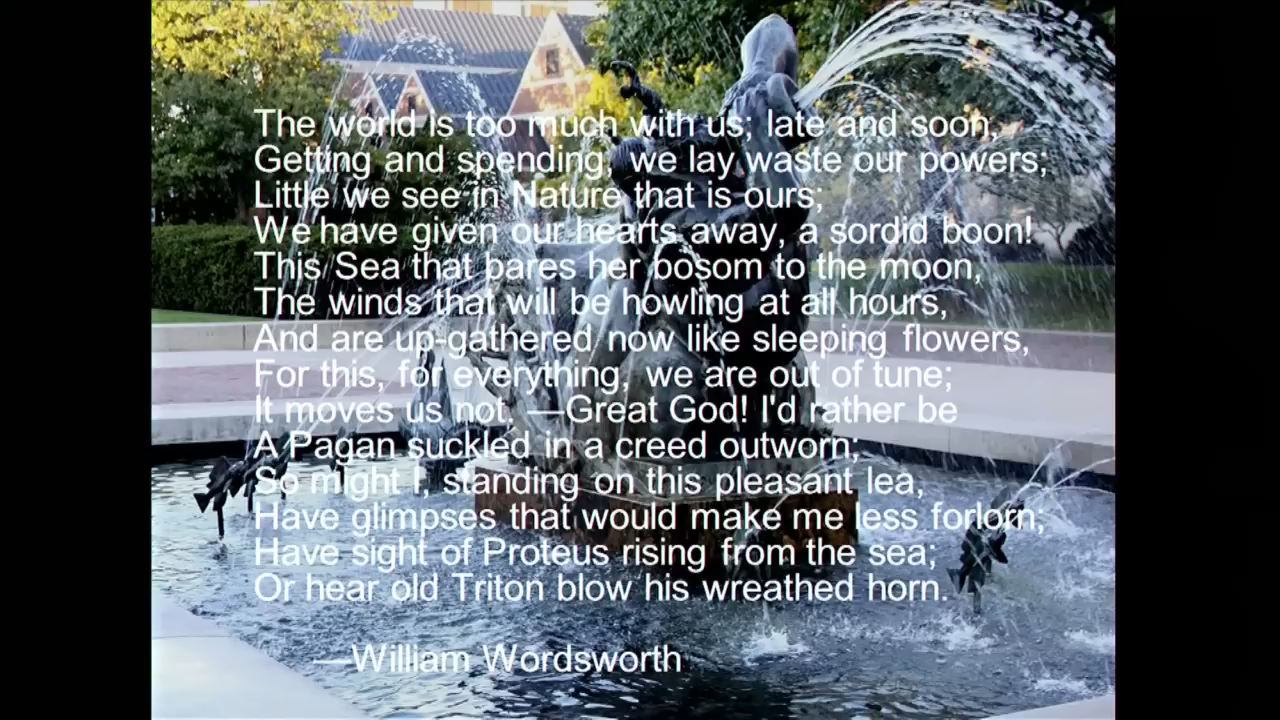 The world is too much with us; late and soon,
Getting and spending, we lay waste our powers;
Little we see in Nature that is ours;
We have given our hearts away, a sordid boon!
This Sea that bares her bosom to the moon,
The winds that will be howling at all hours,
And are up-gathered now like sleeping flowers,
For this, for everything, we are out of tune;
It moves us not. —Great God! I'd rather be
A Pagan suckled in a creed outworn;
So might I, standing on this pleasant lea,
Have glimpses that would make me less forlorn;
Have sight of Proteus rising from the sea;
Or hear old Triton blow his wreathed horn.
—William Wordsworth